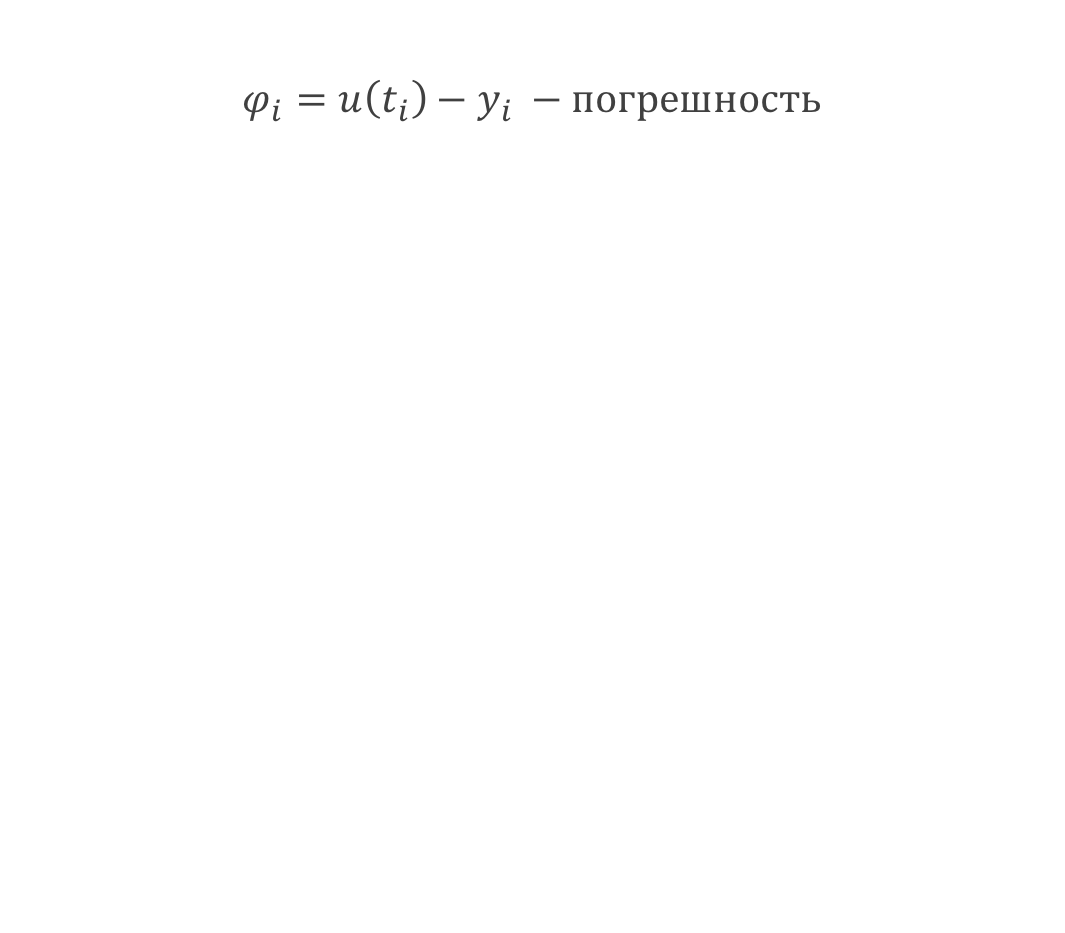 φᵢ = u(tᵢ) − yᵢ − погрешность